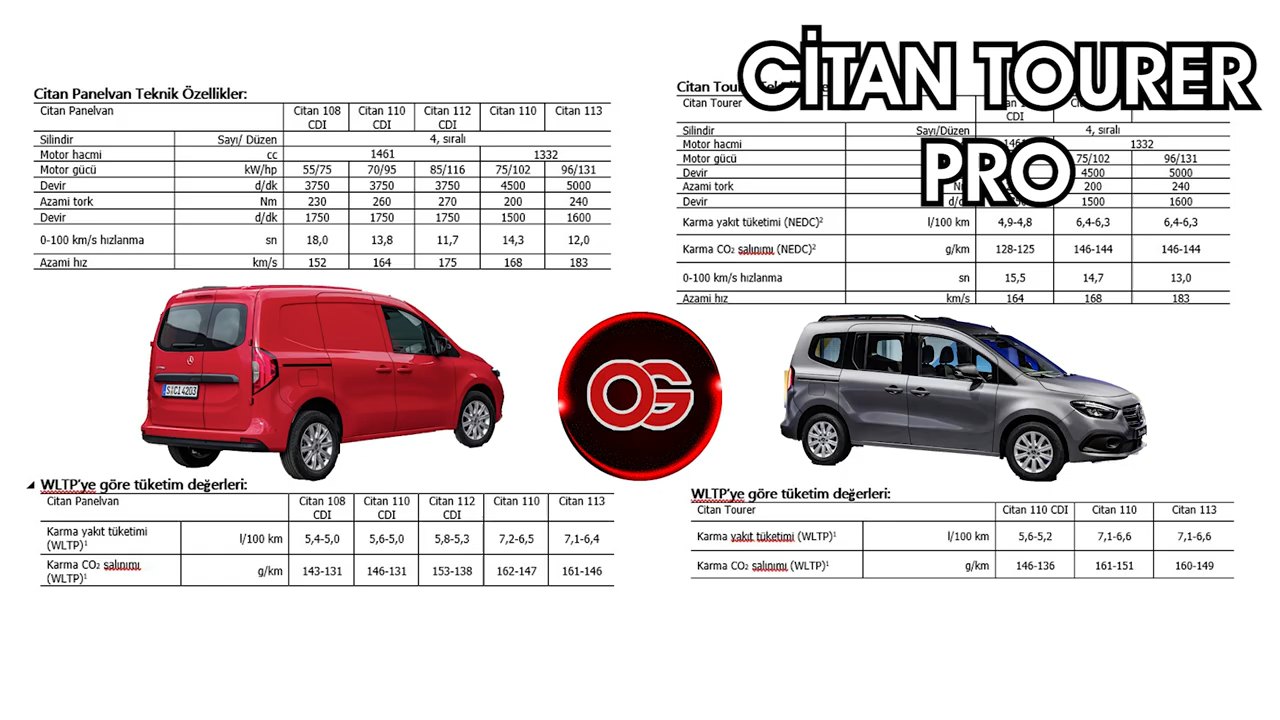 CİTAN TOURER
PRO
Citan Panelvan Teknik Özellikler:
Citan Panelvan Citan 108 CDI Citan 110 CDI Citan 112 CDI Citan 110 Citan 113
Silindir Sayı/ Düzen 4, sıralı
Motor hacmi cc 1461 1332
Motor gücü kW/hp 55/75 70/95 85/116 75/102 96/131
Devir d/dk 3750 3750 3750 4500 5000
Azami tork Nm 230 260 270 200 240
Devir d/dk 1750 1750 1750 1500 1600
0-100 km/s hızlanma sn 18,0 13,8 11,7 14,3 12,0
Azami hız km/s 152 164 175 168 183
Citan
Citan Tourer CDI
Silindir Sayı/Düzen 4, sıralı
Motor hacmi 1332
Motor gücü 75/102 96/131
Devir 4500 5000
Azami tork 200 240
Devir 1500 1600
Karma yakıt tüketimi (NEDC)² l/100 km 4,9-4,8 6,4-6,3 6,4-6,3
Karma CO₂ salınımı (NEDC)² g/km 128-125 146-144 146-144
0-100 km/s hızlanma sn 15,5 14,7 13,0
Azami hız km/s 164 168 183
S:CI 4203
OG
WLTP'ye göre tüketim değerleri:
Citan Panelvan Citan 108 CDI Citan 110 CDI Citan 112 CDI Citan 110 Citan 113
Karma yakıt tüketimi (WLTP)¹ l/100 km 5,4-5,0 5,6-5,0 5,8-5,3 7,2-6,5 7,1-6,4
Karma CO₂ salınımı (WLTP)¹ g/km 143-131 146-131 153-138 162-147 161-146
WLTP'ye göre tüketim değerleri:
Citan Tourer Citan 110 CDI Citan 110 Citan 113
Karma yakıt tüketimi (WLTP)¹ l/100 km 5,6-5,2 7,1-6,6 7,1-6,6
Karma CO₂ salınımı (WLTP)¹ g/km 146-136 161-151 160-149